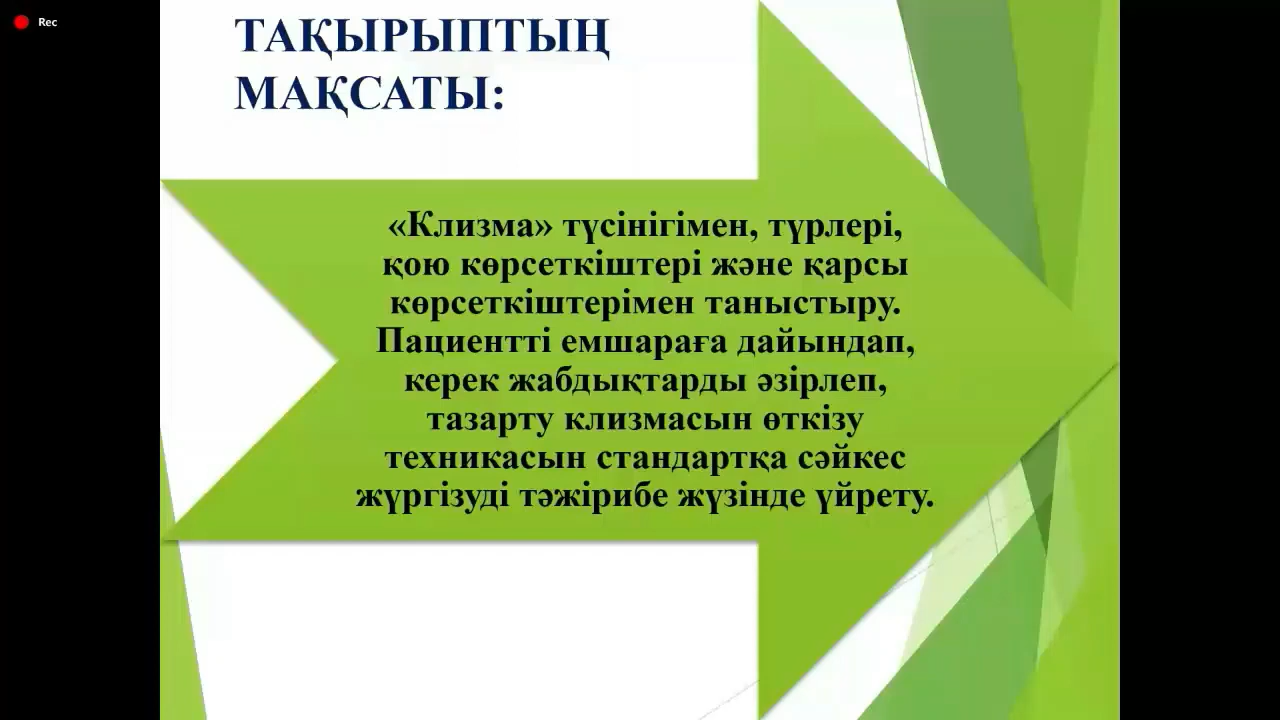 Rec
ТАҚЫРЫПТЫҢ
МАҚСАТЫ:
«Клизма» түсінігімен, түрлері,
қою көрсеткіштері және қарсы
көрсеткіштерімен таныстыру.
Пациентті емшараға дайындап,
керек жабдықтарды әзірлеп,
тазарту клизмасын өткізу
техникасын стандартқа сәйкес
жүргізуді тәжірибе жүзінде үйрету.